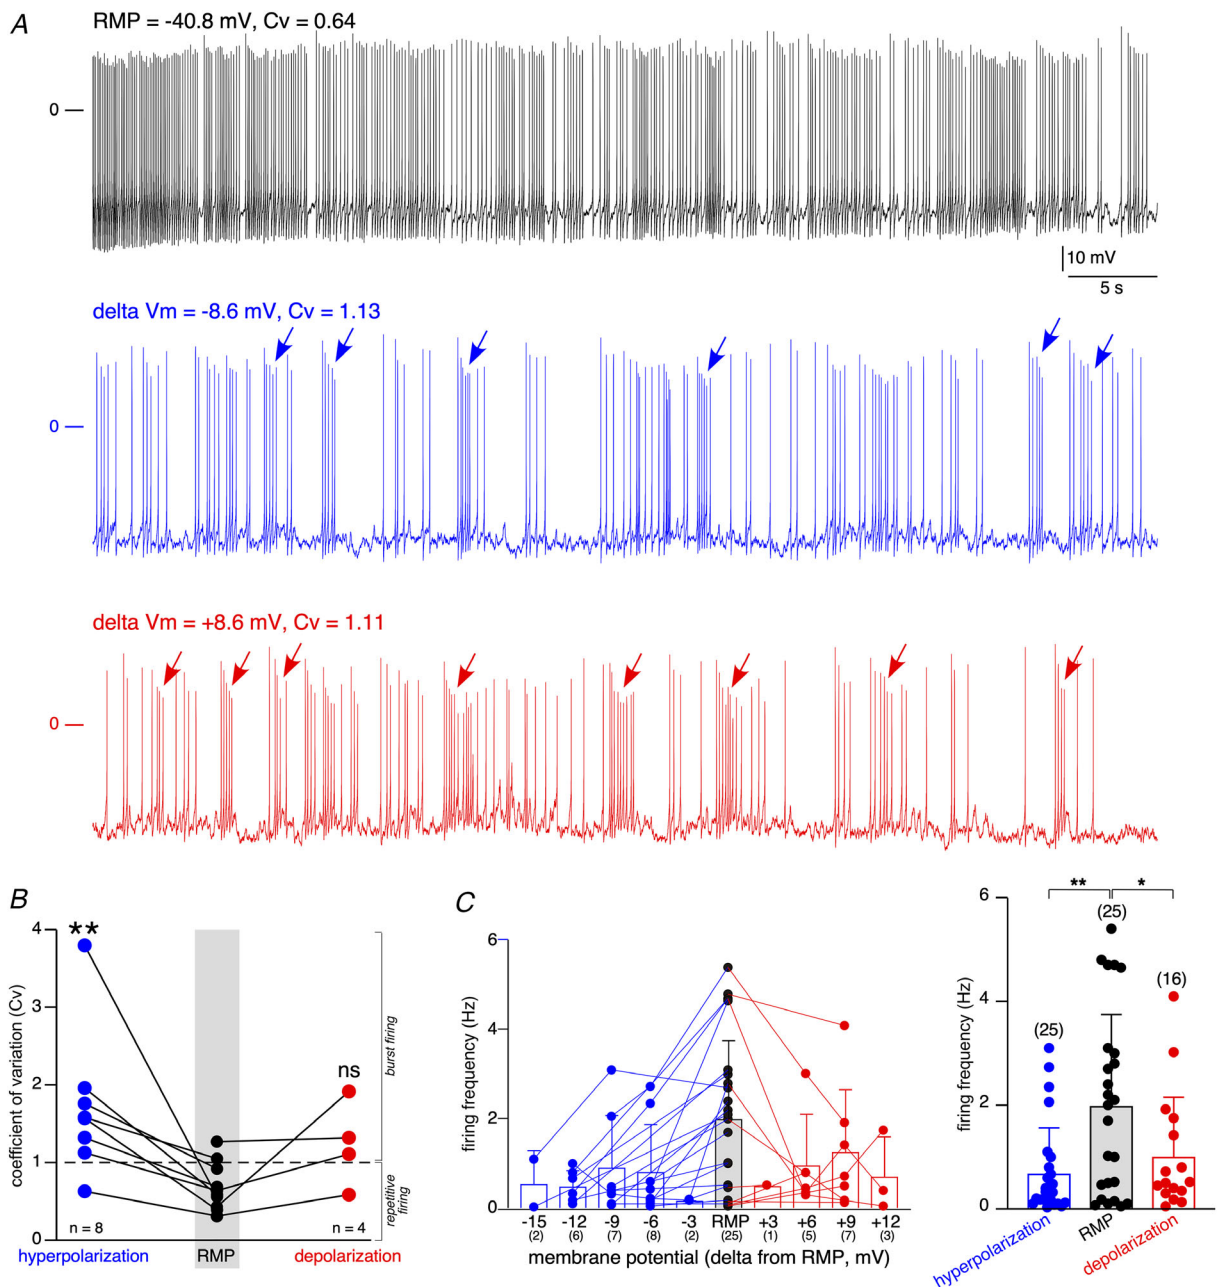 A
RMP = -40.8 mV, Cv = 0.64
0
10 mV
5 s
delta Vm = -8.6 mV, Cv = 1.13
0
delta Vm = +8.6 mV, Cv = 1.11
0
B
coefficient of variation (Cv)
4
3
2
1
0
**
ns
burst firing
repetitive
firing
n = 8
n = 4
hyperpolarization
RMP
depolarization
C
firing frequency (Hz)
6
4
2
0
-15 -12 -9 -6 -3 RMP +3 +6 +9 +12
(2) (6) (7) (8) (2) (25) (1) (5) (7) (3)
membrane potential (delta from RMP, mV)
firing frequency (Hz)
6
4
2
0
** *
(25)
(25)
(16)
hyperpolarization
RMP
depolarization